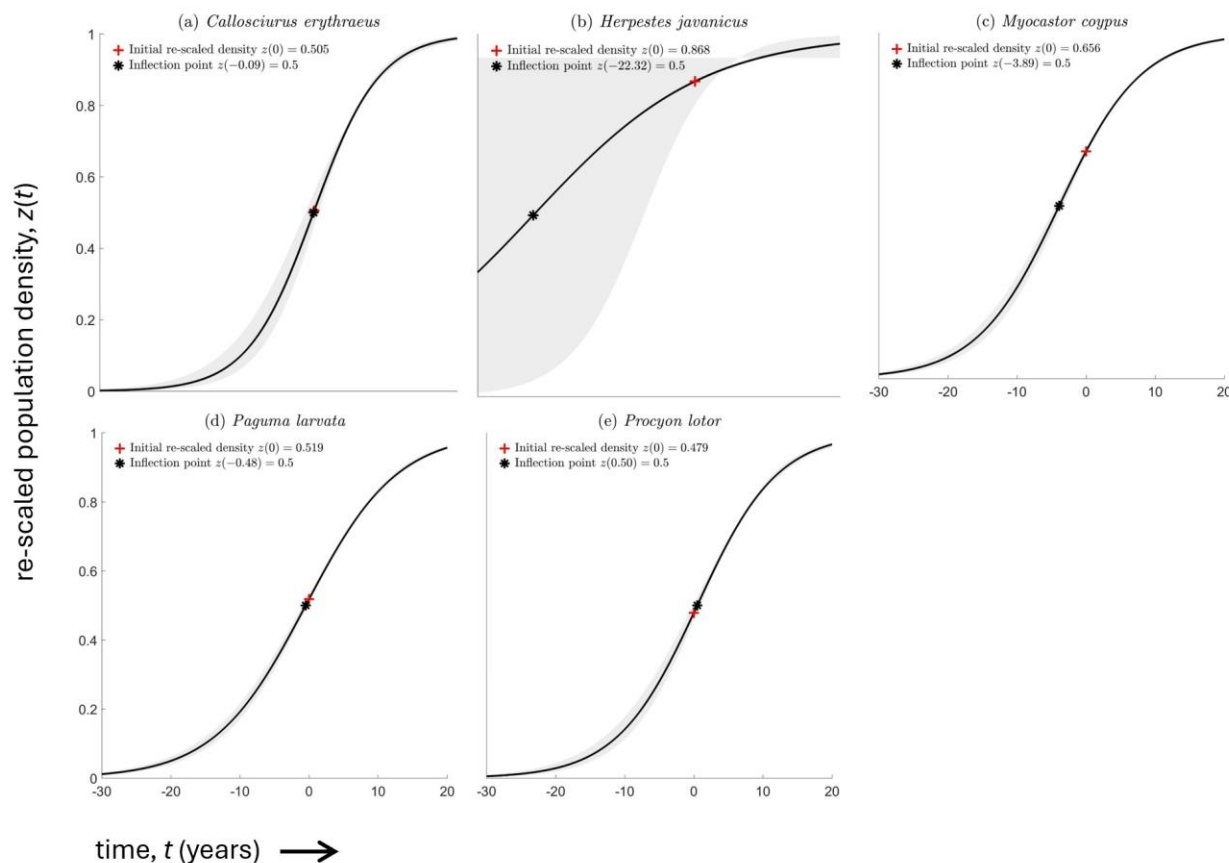 (a) Callosciurus erythraeus
1
Initial re-scaled density z(0) = 0.505
Inflection point z(−0.09) = 0.5
0.8
0.6
0.4
0.2
0
(b) Herpestes javanicus
Initial re-scaled density z(0) = 0.868
Inflection point z(−22.32) = 0.5
(c) Myocastor coypus
Initial re-scaled density z(0) = 0.656
Inflection point z(−3.89) = 0.5
-30 -20 -10 0 10 20
re-scaled population density, z(t)
(d) Paguma larvata
1
Initial re-scaled density z(0) = 0.519
Inflection point z(−0.48) = 0.5
0.8
0.6
0.4
0.2
0
-30 -20 -10 0 10 20
(e) Procyon lotor
Initial re-scaled density z(0) = 0.479
Inflection point z(0.50) = 0.5
-30 -20 -10 0 10 20
time, t (years)